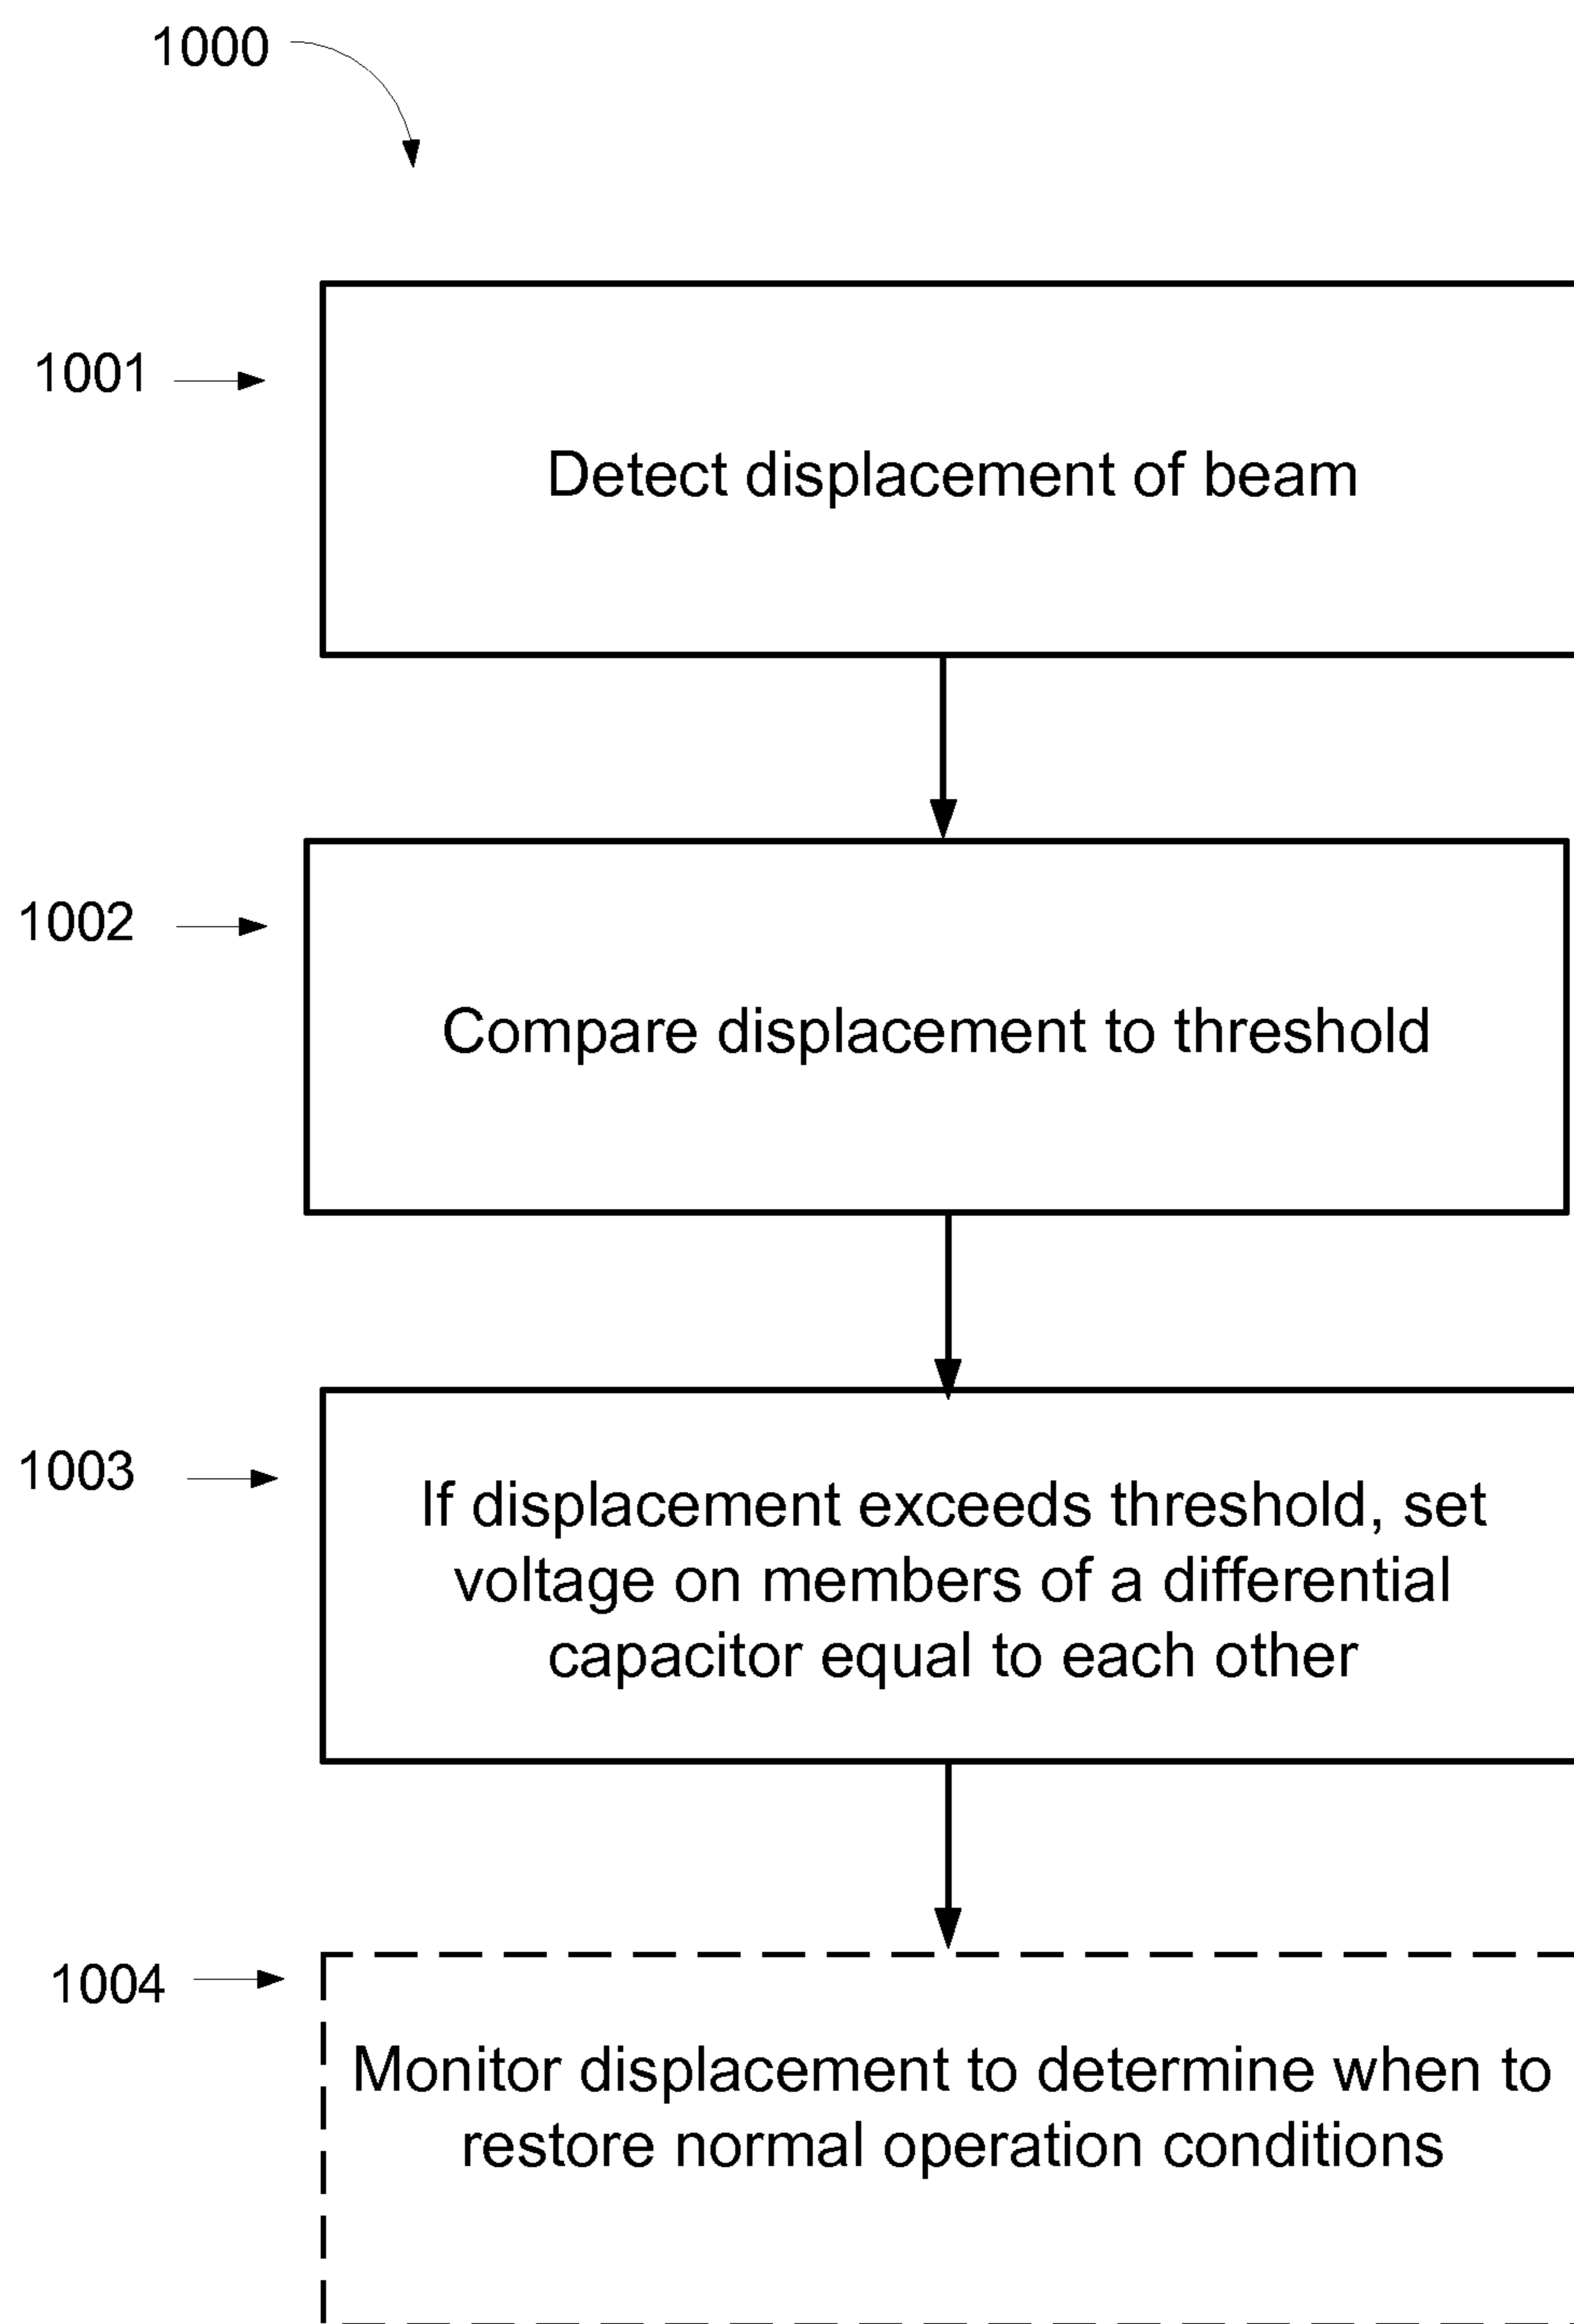 1000
1001
Detect displacement of beam
1002
Compare displacement to threshold
1003
If displacement exceeds threshold, set
voltage on members of a differential
capacitor equal to each other
1004
Monitor displacement to determine when to
restore normal operation conditions